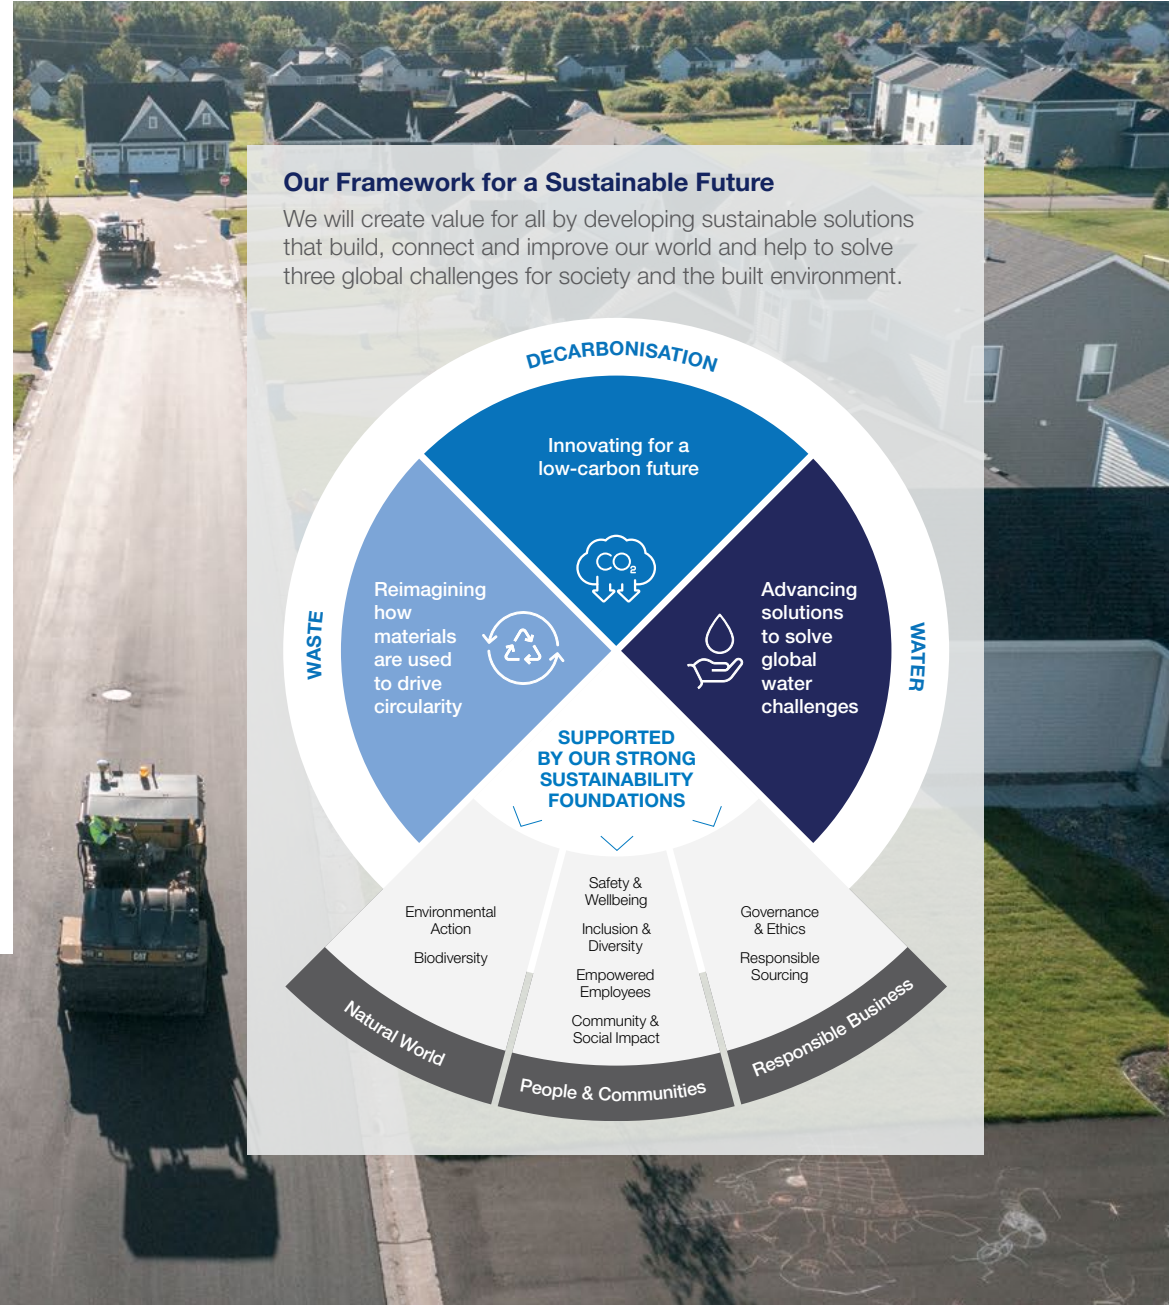 Our Framework for a Sustainable Future
We will create value for all by developing sustainable solutions
that build, connect and improve our world and help to solve
three global challenges for society and the built environment.
DECARBONISATION
Innovating for a
low-carbon future
CO₂
WASTE
Reimagining
how
materials
are used
to drive
circularity
Advancing
solutions
to solve
global
water
challenges
WATER
SUPPORTED
BY OUR STRONG
SUSTAINABILITY
FOUNDATIONS
Environmental
Action
Biodiversity
Safety &
Wellbeing
Inclusion &
Diversity
Empowered
Employees
Community &
Social Impact
Governance
& Ethics
Responsible
Sourcing
Natural World
People & Communities
Responsible Business
CAT